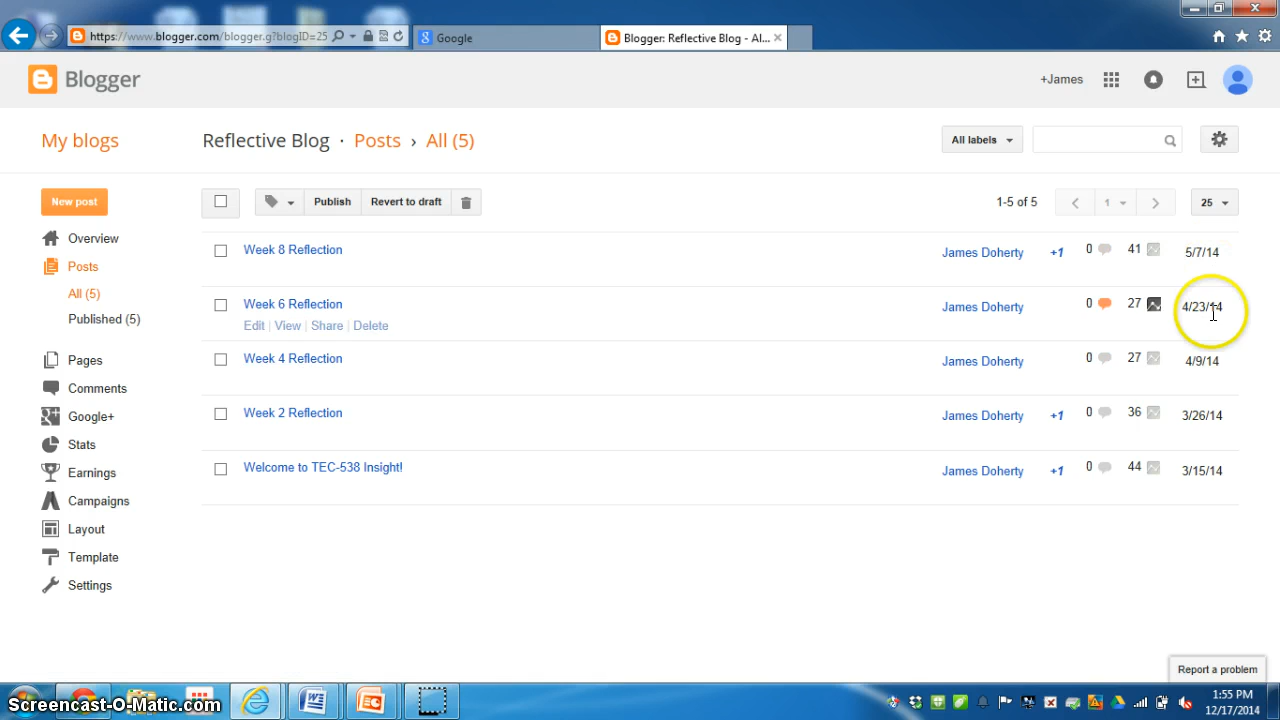 https://www.blogger.com/blogger.g?blogID=25
Google
Blogger: Reflective Blog - Al...
Blogger
+James
My blogs
Reflective Blog · Posts › All (5)
All labels
New post
Publish
Revert to draft
1-5 of 5
1
25
Overview
Posts
All (5)
Published (5)
Pages
Comments
Google+
Stats
Earnings
Campaigns
Layout
Template
Settings
Week 8 Reflection James Doherty +1 0 41 5/7/14
Week 6 Reflection James Doherty 0 27 4/23/14
Edit | View | Share | Delete
Week 4 Reflection James Doherty 0 27 4/9/14
Week 2 Reflection James Doherty +1 0 36 3/26/14
Welcome to TEC-538 Insight! James Doherty +1 0 44 3/15/14
Report a problem
Screencast-O-Matic.com
1:55 PM
12/17/2014